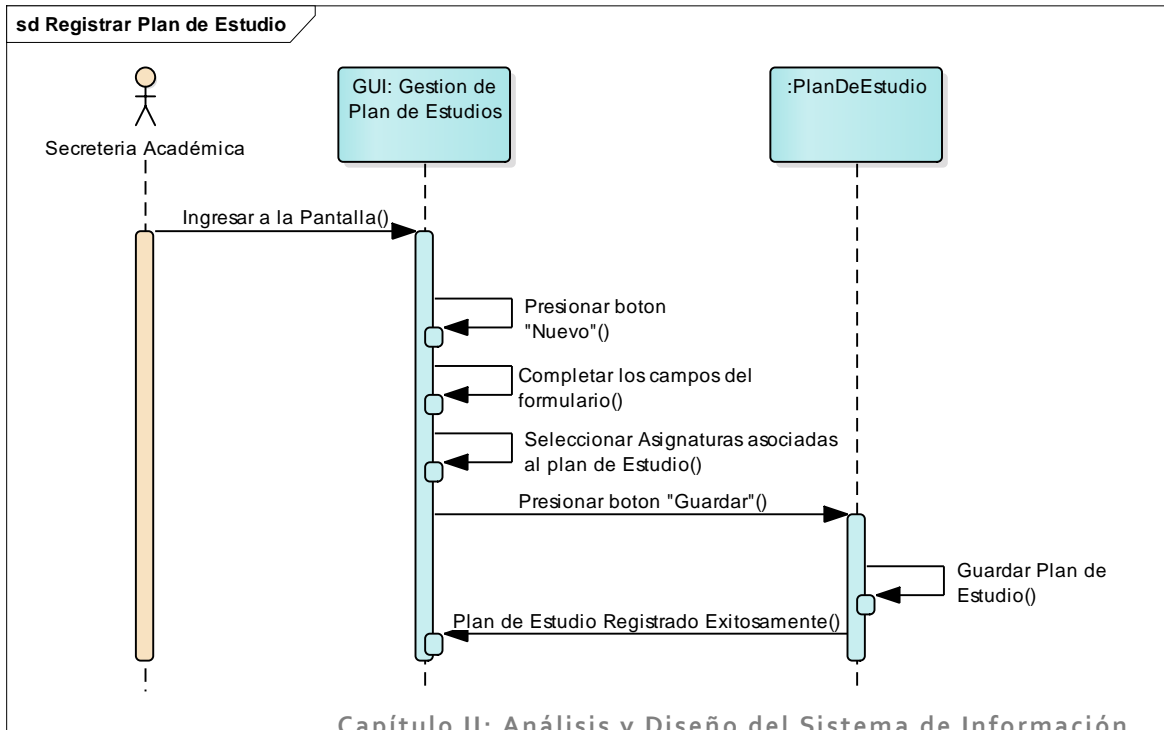 sd Registrar Plan de Estudio
GUI: Gestion de
Plan de Estudios
:PlanDeEstudio
Secreteria Académica
Ingresar a la Pantalla()
Presionar boton
"Nuevo"()
Completar los campos del
formulario()
Seleccionar Asignaturas asociadas
al plan de Estudio()
Presionar boton "Guardar"()
Guardar Plan de
Estudio()
Plan de Estudio Registrado Exitosamente()
Capítulo II: Análisis y Diseño del Sistema de Información